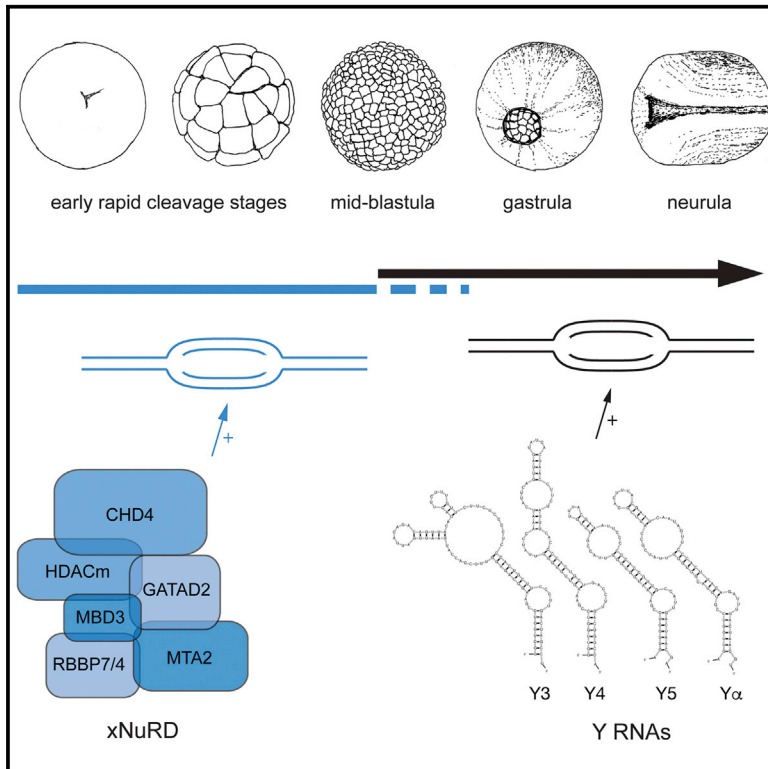 early rapid cleavage stages mid-blastula gastrula neurula
+
+
CHD4
HDACm
GATAD2
MBD3
RBBP7/4
MTA2
Y3 Y4 Y5 Yα
xNuRD
Y RNAs